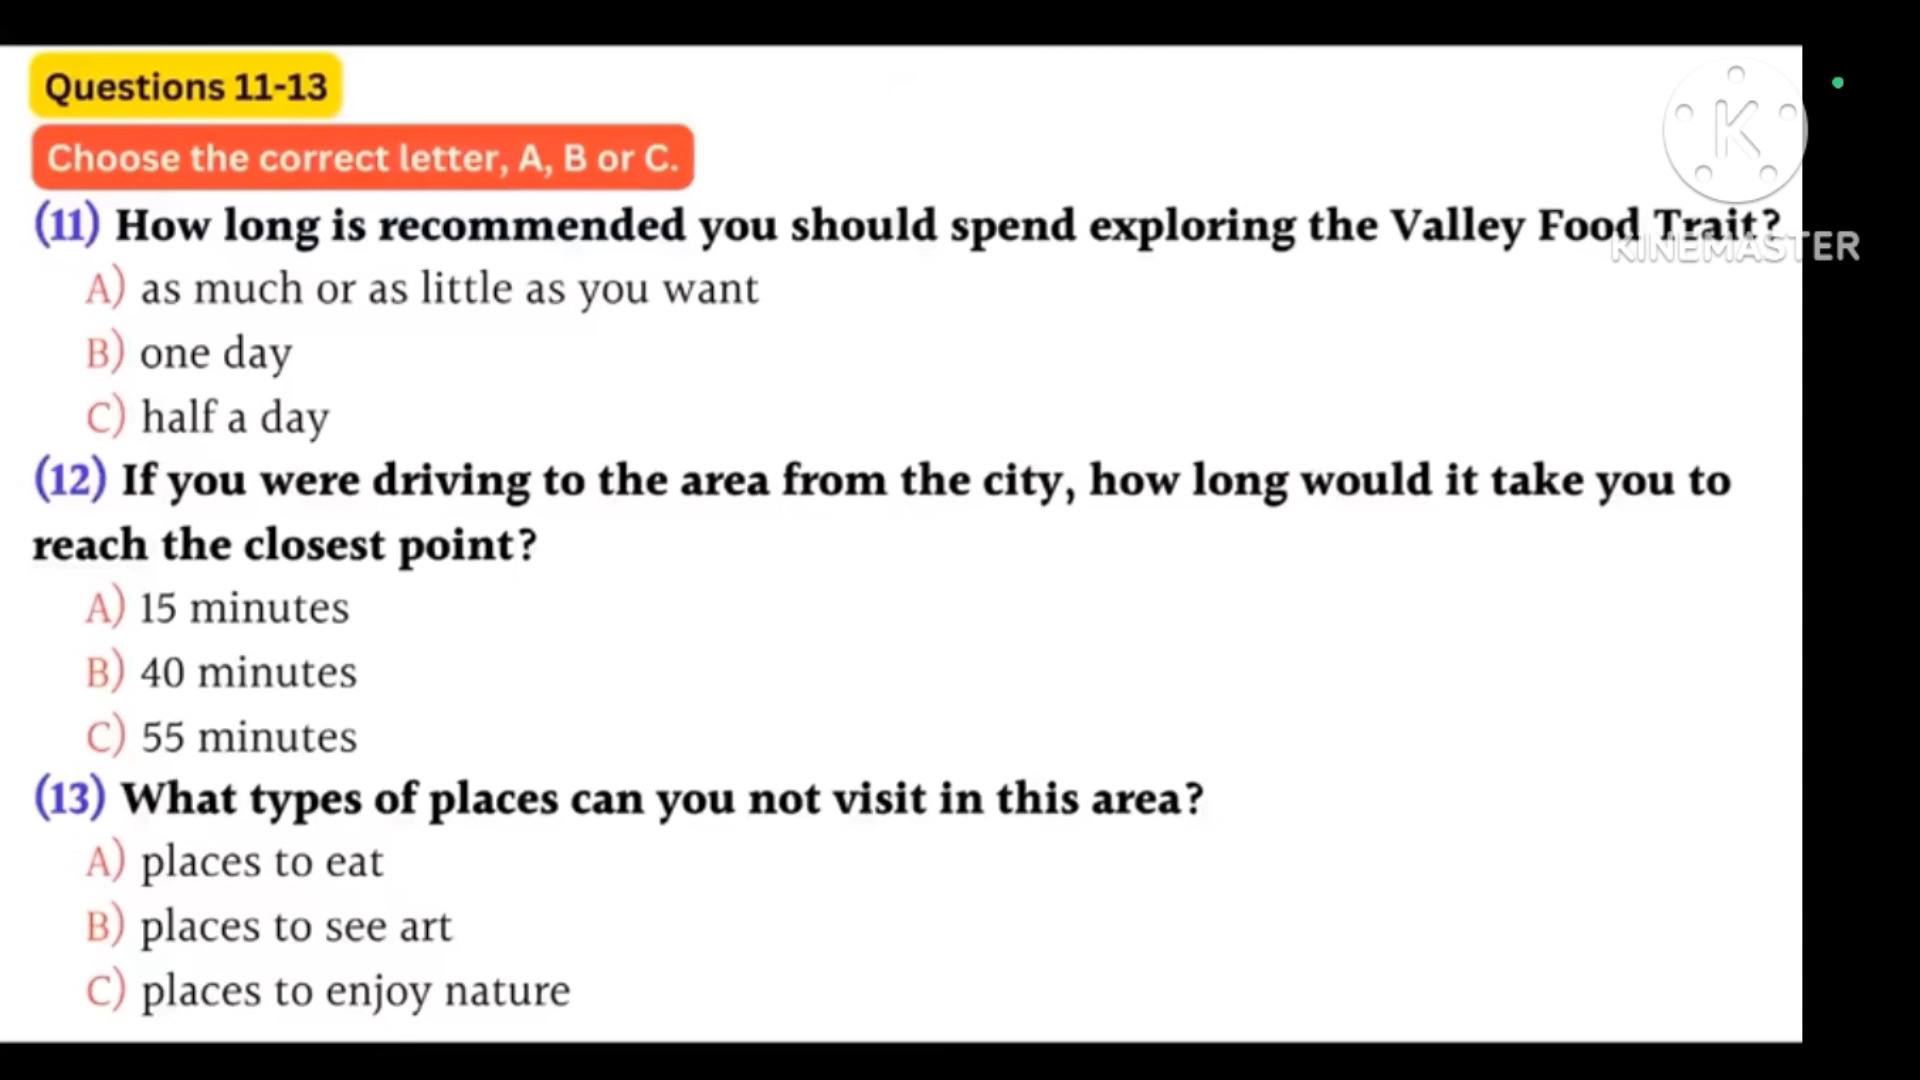 Questions 11-13
Choose the correct letter, A, B or C.
(11) How long is recommended you should spend exploring the Valley Food Trait?
A) as much or as little as you want
B) one day
C) half a day
(12) If you were driving to the area from the city, how long would it take you to
reach the closest point?
A) 15 minutes
B) 40 minutes
C) 55 minutes
(13) What types of places can you not visit in this area?
A) places to eat
B) places to see art
C) places to enjoy nature
K
KINEMASTER